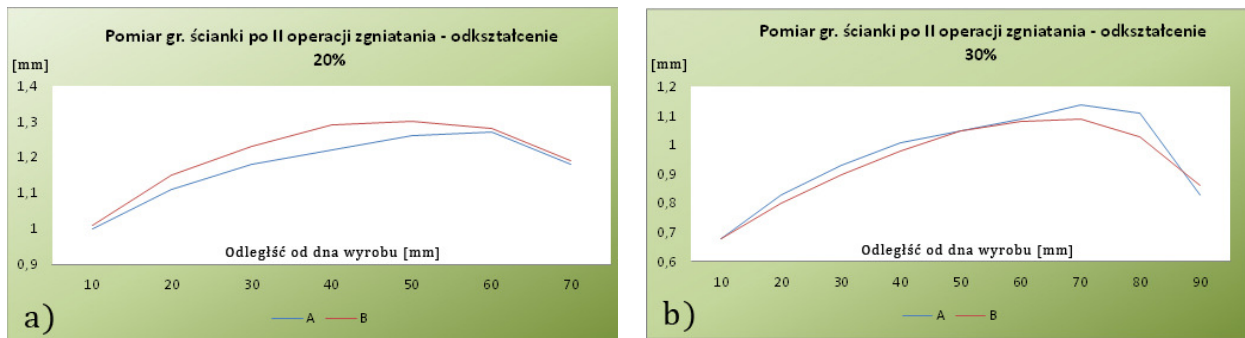 Pomiar gr. ścianki po II operacji zgniatania - odkształcenie
20%
[mm]
1,4
1,3
1,2
1,1
1
0,9
Odległść od dna wyrobu [mm]
10 20 30 40 50 60 70
A B
a)
Pomiar gr. ścianki po II operacji zgniatania - odkształcenie
30%
[mm]
1,2
1,1
1
0,9
0,8
0,7
0,6
Odległść od dna wyrobu [mm]
10 20 30 40 50 60 70 80 90
A B
b)